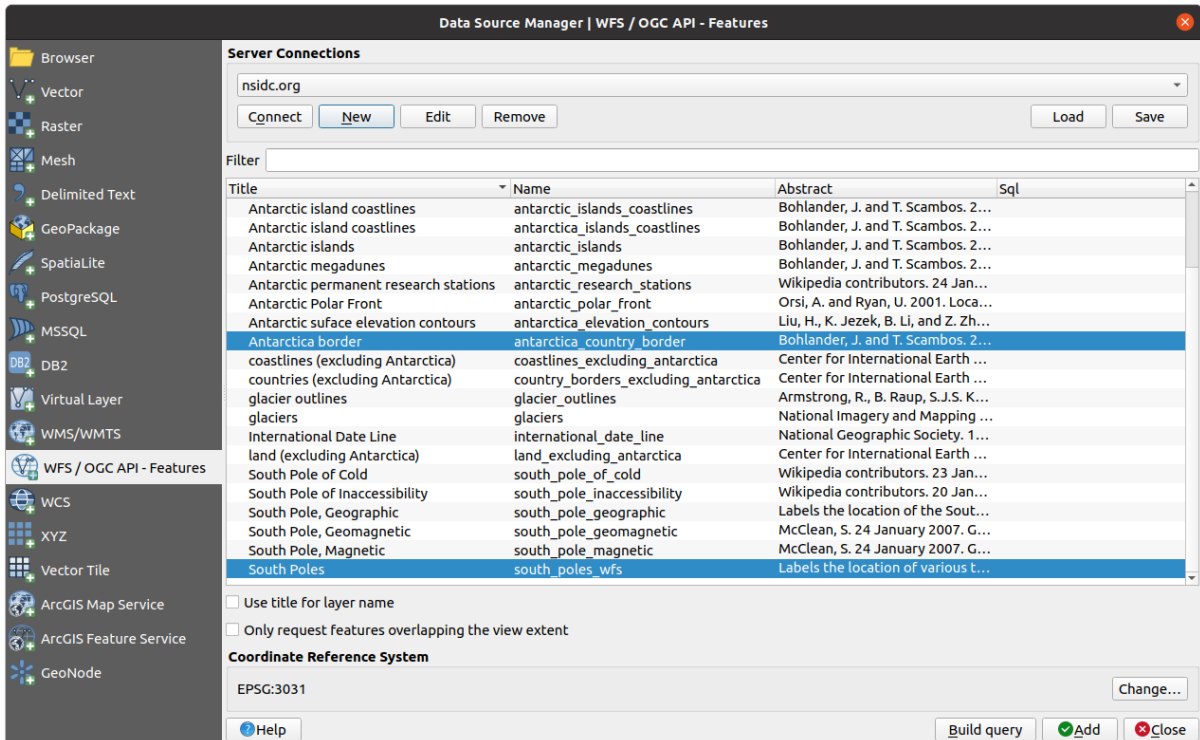 Data Source Manager | WFS / OGC API - Features
Browser
Vector
Raster
Mesh
Delimited Text
GeoPackage
SpatiaLite
PostgreSQL
MSSQL
DB2 DB2
Virtual Layer
WMS/WMTS
WFS / OGC API - Features
WCS
XYZ
Vector Tile
ArcGIS Map Service
ArcGIS Feature Service
GeoNode
Server Connections
nsidc.org
Connect New Edit Remove Load Save
Filter
Title Name Abstract Sql
Antarctic island coastlines antarctic_islands_coastlines Bohlander, J. and T. Scambos. 2...
Antarctic island coastlines antarctica_islands_coastlines Bohlander, J. and T. Scambos. 2...
Antarctic islands antarctic_islands Bohlander, J. and T. Scambos. 2...
Antarctic megadunes antarctic_megadunes Bohlander, J. and T. Scambos. 2...
Antarctic permanent research stations antarctic_research_stations Wikipedia contributors. 24 Jan...
Antarctic Polar Front antarctic_polar_front Orsi, A. and Ryan, U. 2001. Loca...
Antarctic suface elevation contours antarctica_elevation_contours Liu, H., K. Jezek, B. Li, and Z. Zh...
Antarctica border antarctica_country_border Bohlander, J. and T. Scambos. 2...
coastlines (excluding Antarctica) coastlines_excluding_antarctica Center for International Earth ...
countries (excluding Antarctica) country_borders_excluding_antarctica Center for International Earth ...
glacier outlines glacier_outlines Armstrong, R., B. Raup, S.J.S. K...
glaciers glaciers National Imagery and Mapping ...
International Date Line international_date_line National Geographic Society. 1...
land (excluding Antarctica) land_excluding_antarctica Center for International Earth ...
South Pole of Cold south_pole_of_cold Wikipedia contributors. 23 Jan...
South Pole of Inaccessibility south_pole_inaccessibility Wikipedia contributors. 20 Jan...
South Pole, Geographic south_pole_geographic Labels the location of the Sout...
South Pole, Geomagnetic south_pole_geomagnetic McClean, S. 24 January 2007. G...
South Pole, Magnetic south_pole_magnetic McClean, S. 24 January 2007. G...
South Poles south_poles_wfs Labels the location of various t...
Use title for layer name
Only request features overlapping the view extent
Coordinate Reference System
EPSG:3031 Change...
Help Build query Add Close